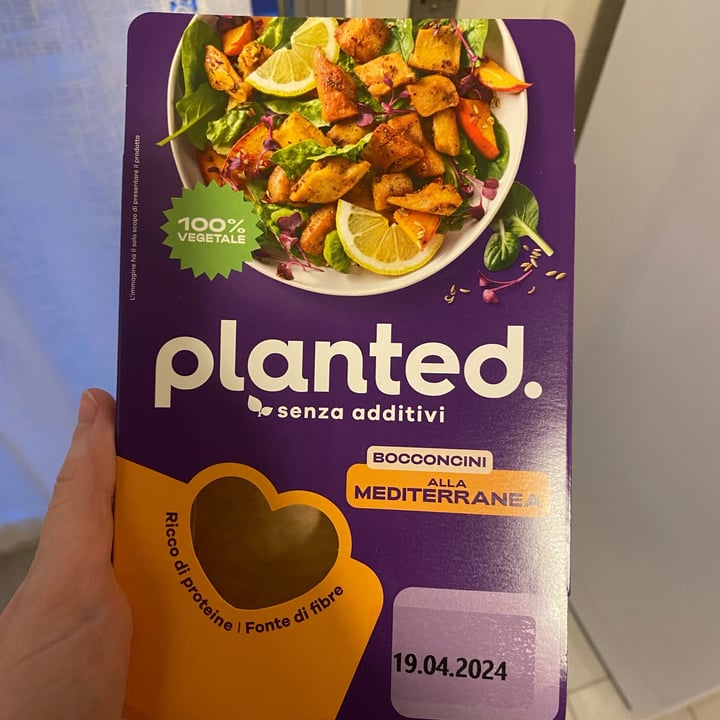 L'immagine ha il solo scopo di presentare il prodotto
100%
VEGETALE
planted.
senza additivi
BOCCONCINI
ALLA
MEDITERRANEA
Ricco di proteine | Fonte di fibre
19.04.2024